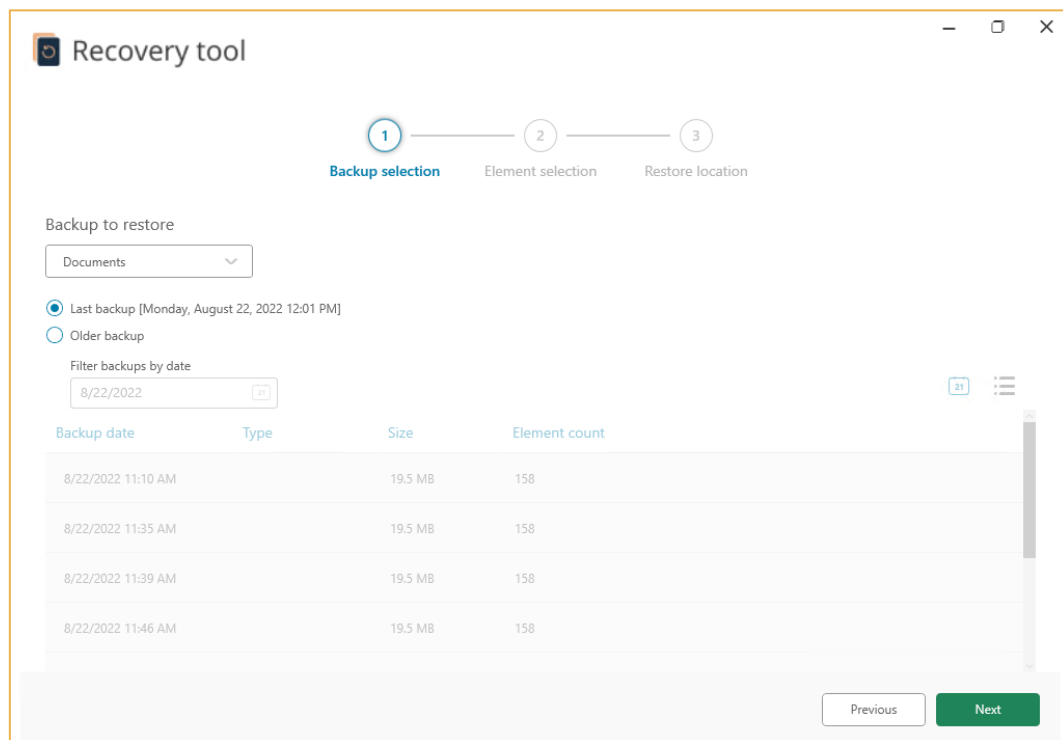 Recovery tool
1
2
3
Backup selection
Element selection
Restore location
Backup to restore
Documents
Last backup [Monday, August 22, 2022 12:01 PM]
Older backup
Filter backups by date
8/22/2022
21
21
Backup date Type Size Element count
8/22/2022 11:10 AM 19.5 MB 158
8/22/2022 11:35 AM 19.5 MB 158
8/22/2022 11:39 AM 19.5 MB 158
8/22/2022 11:46 AM 19.5 MB 158
Previous
Next